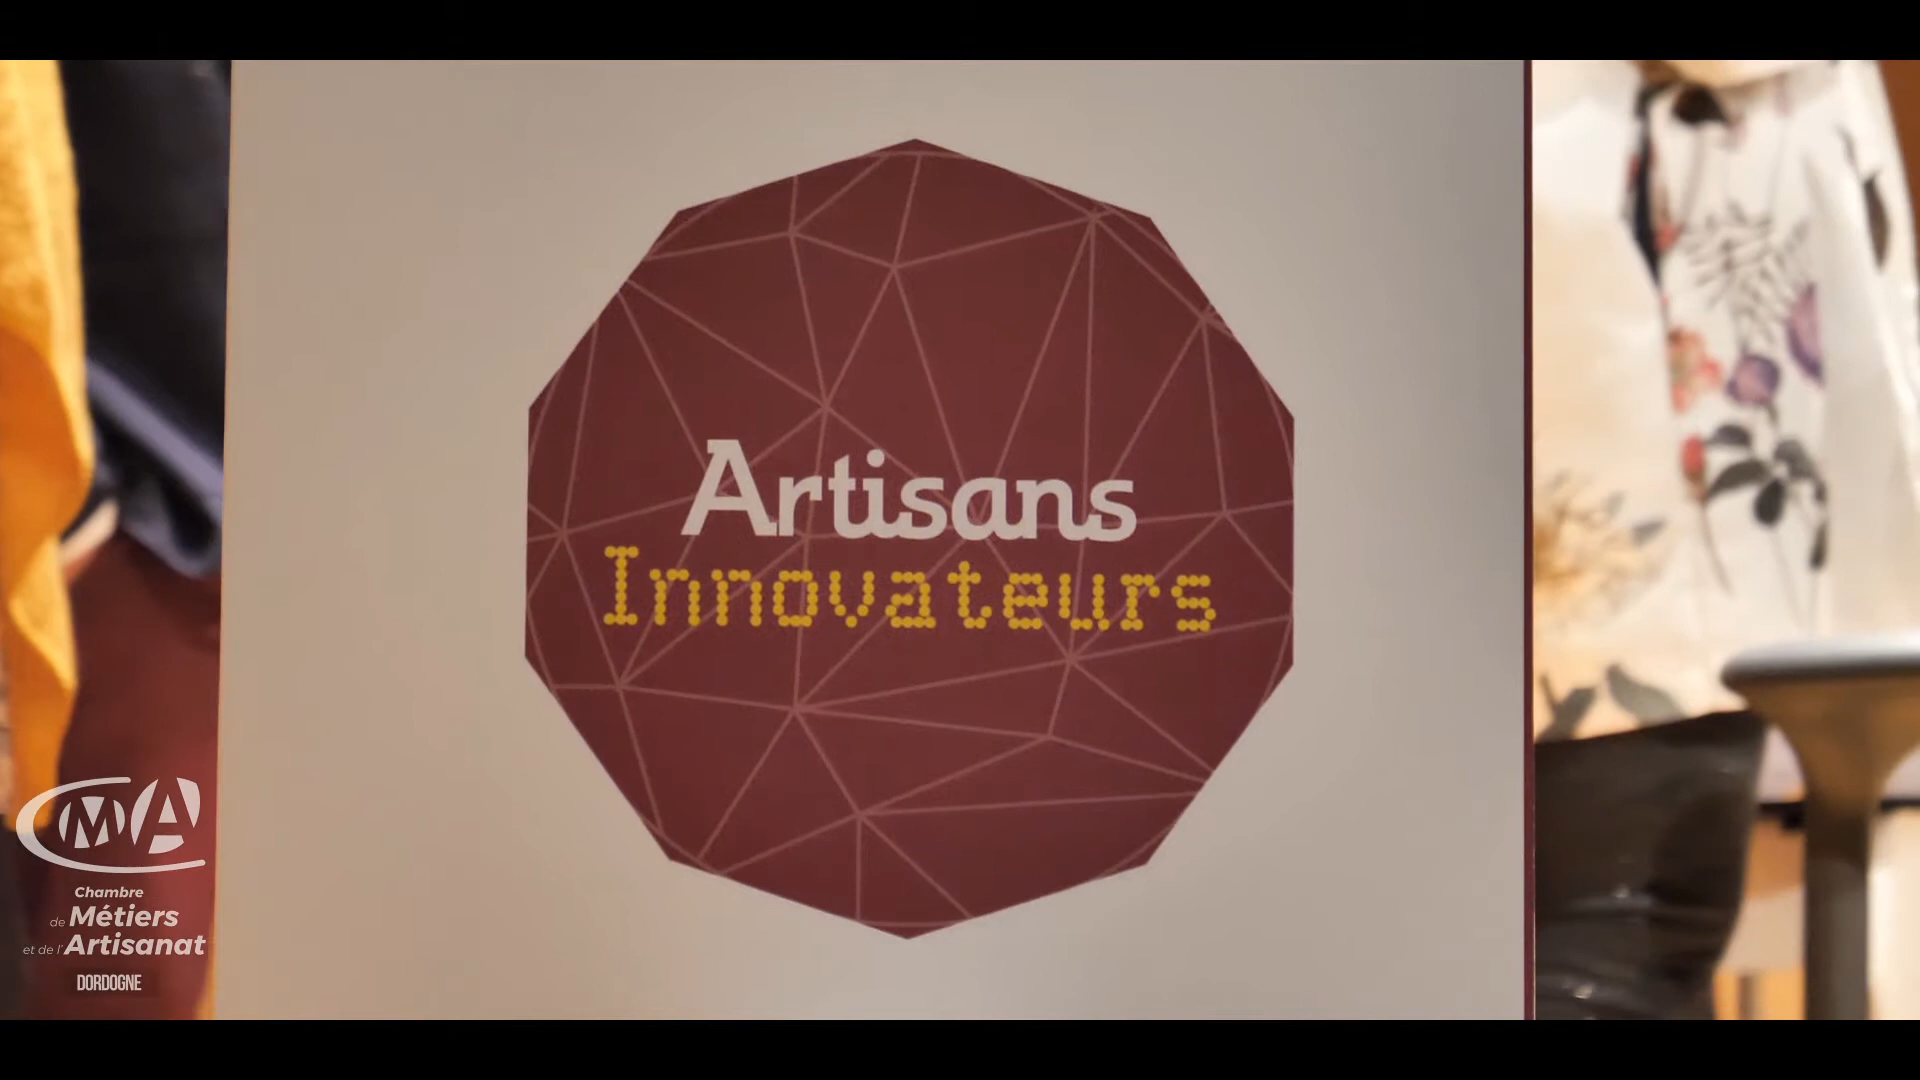 Artisans
Innovateurs
CMA
Chambre
de Métiers
et de l'Artisanat
DORDOGNE